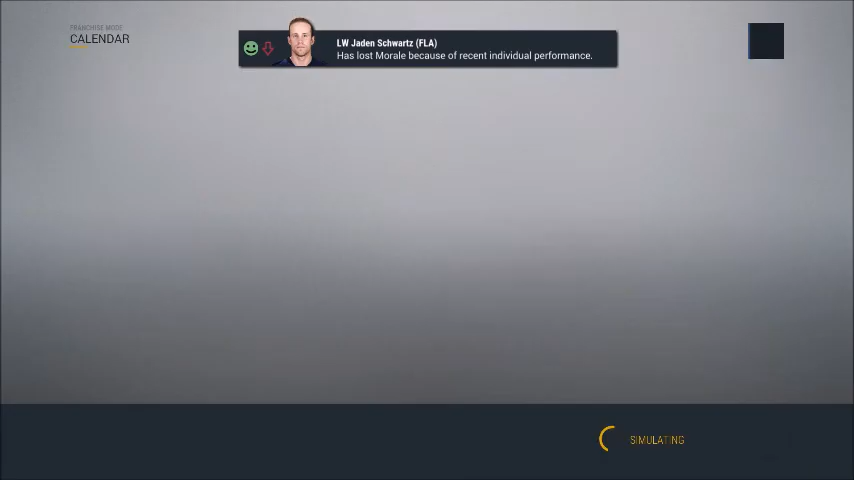 FRANCHISE MODE
CALENDAR
LW Jaden Schwartz (FLA)
Has lost Morale because of recent individual performance.
SIMULATING